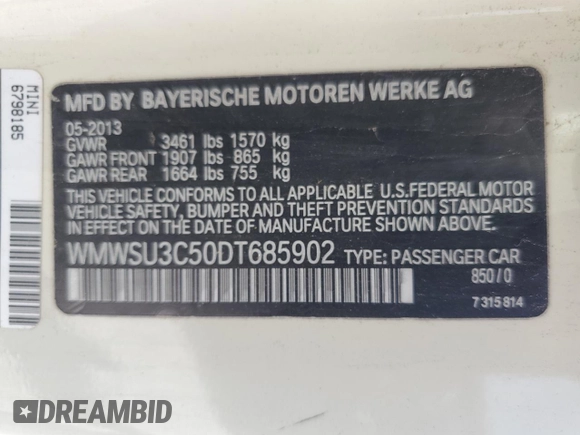 MFD BY BAYERISCHE MOTOREN WERKE AG
05-2013
GVWR 3461 lbs 1570 kg
GAWR FRONT 1907 lbs 865 kg
GAWR REAR 1664 lbs 755 kg
THIS VEHICLE CONFORMS TO ALL APPLICABLE U.S. FEDERAL MOTOR
VEHICLE SAFETY, BUMPER AND THEFT PREVENTION STANDARDS
IN EFFECT ON THE DATE OF MANUFACTURE SHOWN ABOVE.
WMWSU3C50DT685902 TYPE: PASSENGER CAR
850/0
7 315 814
MINI
6798185
DREAMBID